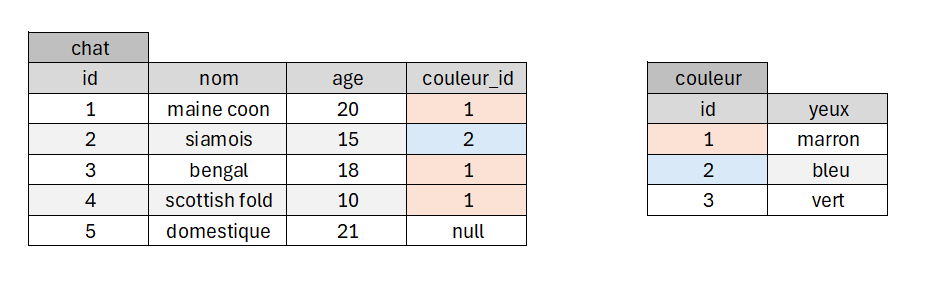 chat
id nom age couleur_id
1 maine coon 20 1
2 siamois 15 2
3 bengal 18 1
4 scottish fold 10 1
5 domestique 21 null
couleur
id yeux
1 marron
2 bleu
3 vert